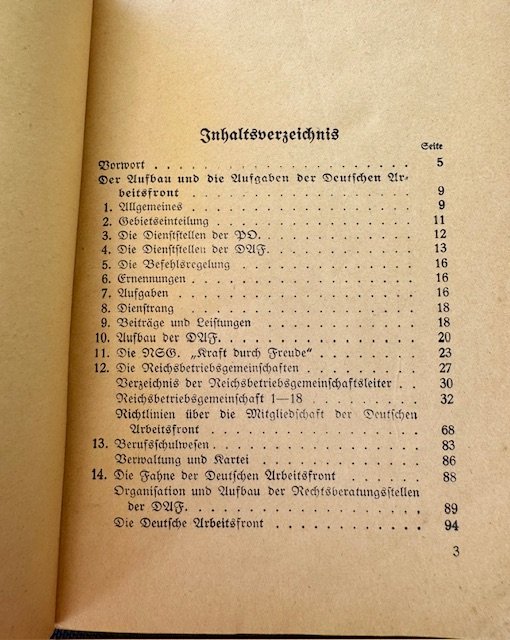 Inhaltsverzeichnis
Seite
Vorwort . . . . . . . . . . . . . . . . . . 5
Der Aufbau und die Aufgaben der Deutschen Ar-
beitsfront . . . . . . . . . . . . . . . . 9
1. Allgemeines . . . . . . . . . . . . . . . 9
2. Gebietseinteilung . . . . . . . . . . . . 11
3. Die Dienststellen der PO. . . . . . . . . 12
4. Die Dienststellen der DAF. . . . . . . . 13
5. Die Befehlsregelung . . . . . . . . . . . 16
6. Ernennungen . . . . . . . . . . . . . . 16
7. Aufgaben . . . . . . . . . . . . . . . . 16
8. Dienstrang . . . . . . . . . . . . . . . 18
9. Beiträge und Leistungen . . . . . . . . . 18
10. Aufbau der DAF. . . . . . . . . . . . . 20
11. Die NSG. „Kraft durch Freude“ . . . . . . 23
12. Die Reichsbetriebsgemeinschaften . . . . . 27
Verzeichnis der Reichsbetriebsgemeinschaftsleiter . 30
Reichsbetriebsgemeinschaft 1—18 . . . . . 32
Richtlinien über die Mitgliedschaft der Deutschen
Arbeitsfront . . . . . . . . . . . . . . 68
13. Berufsschulwesen . . . . . . . . . . . . 83
Verwaltung und Kartei . . . . . . . . . . 86
14. Die Fahne der Deutschen Arbeitsfront . . . . 88
Organisation und Aufbau der Rechtsberatungsstellen
der DAF. . . . . . . . . . . . . . . . . 89
Die Deutsche Arbeitsfront . . . . . . . . . 94
3